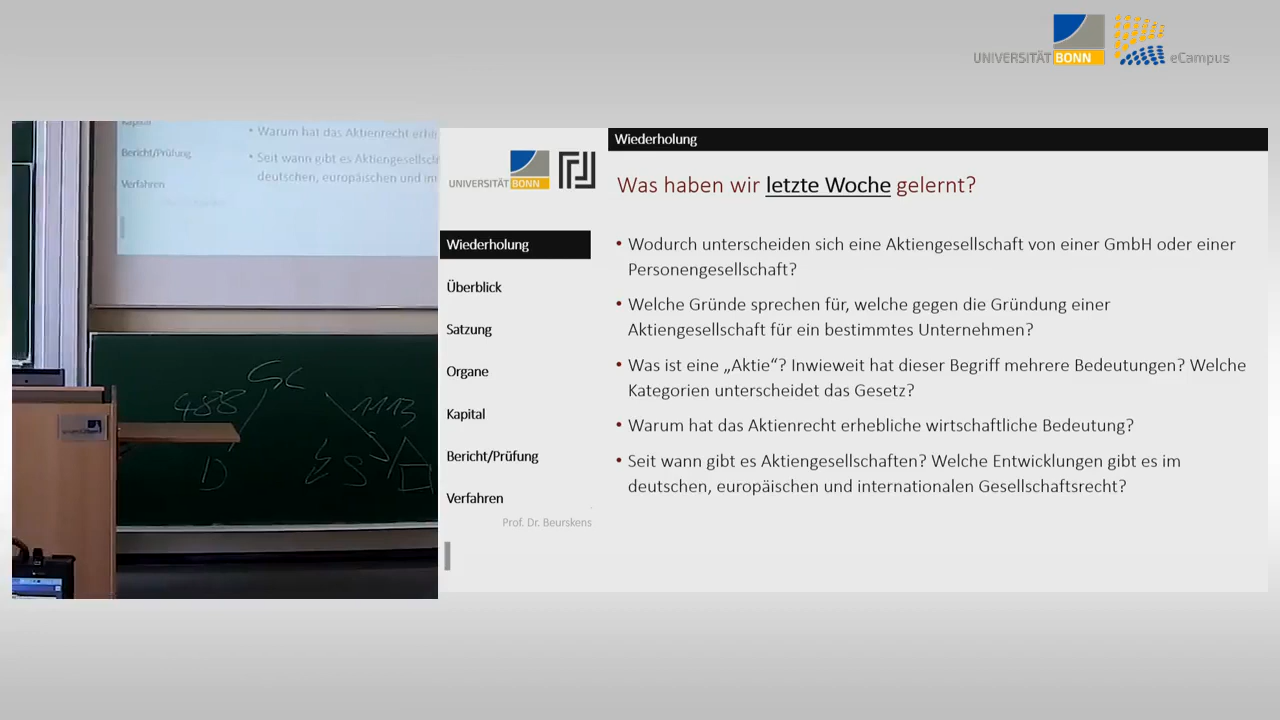 UNIVERSITÄT BONN
eCampus
Kapital
• Warum hat das Aktienrecht
Bericht/Prüfung
• Seit wann gibt es
deutschen, europäischen und
Verfahren
488
1113
D
S
UNIVERSITÄT BONN
Wiederholung
Überblick
Satzung
Organe
Kapital
Bericht/Prüfung
Verfahren
Prof. Dr. Beurskens
Wiederholung
Was haben wir letzte Woche gelernt?
• Wodurch unterscheiden sich eine Aktiengesellschaft von einer GmbH oder einer
Personengesellschaft?
• Welche Gründe sprechen für, welche gegen die Gründung einer
Aktiengesellschaft für ein bestimmtes Unternehmen?
• Was ist eine „Aktie“? Inwieweit hat dieser Begriff mehrere Bedeutungen? Welche
Kategorien unterscheidet das Gesetz?
• Warum hat das Aktienrecht erhebliche wirtschaftliche Bedeutung?
• Seit wann gibt es Aktiengesellschaften? Welche Entwicklungen gibt es im
deutschen, europäischen und internationalen Gesellschaftsrecht?